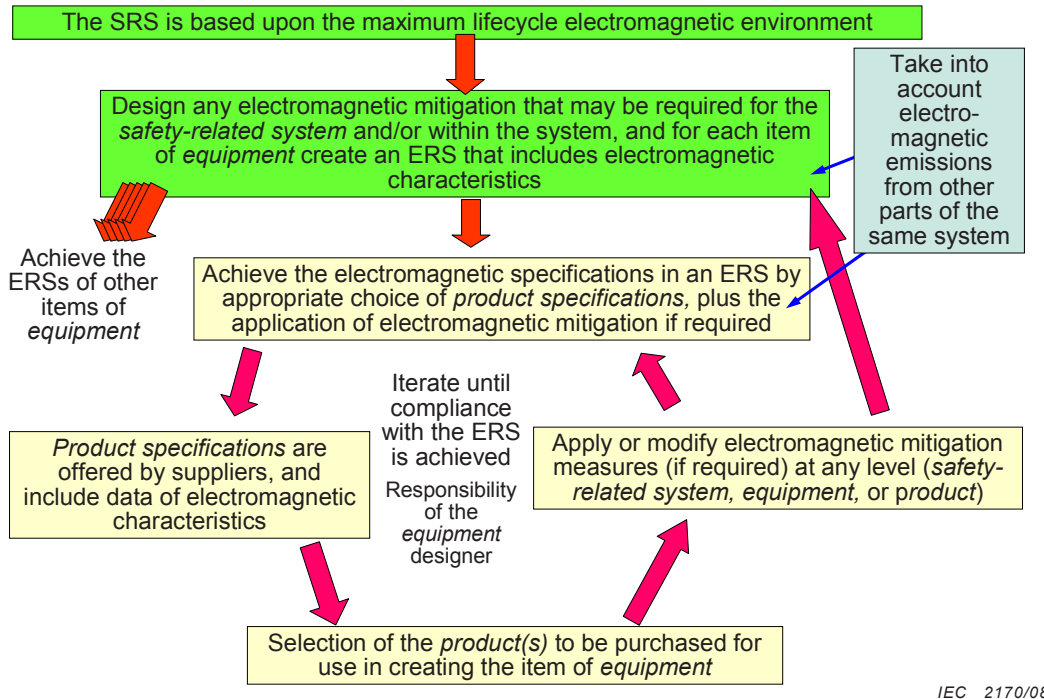 The SRS is based upon the maximum lifecycle electromagnetic environment
Design any electromagnetic mitigation that may be required for the
safety-related system and/or within the system, and for each item
of equipment create an ERS that includes electromagnetic
characteristics
Take into
account
electro-
magnetic
emissions
from other
parts of the
same system
Achieve the
ERSs of other
items of
equipment
Achieve the electromagnetic specifications in an ERS by
appropriate choice of product specifications, plus the
application of electromagnetic mitigation if required
Iterate until
compliance
with the ERS
is achieved
Responsibility
of the
equipment
designer
Product specifications are
offered by suppliers, and
include data of electromagnetic
characteristics
Apply or modify electromagnetic mitigation
measures (if required) at any level (safety-
related system, equipment, or product)
Selection of the product(s) to be purchased for
use in creating the item of equipment
IEC 2170/08